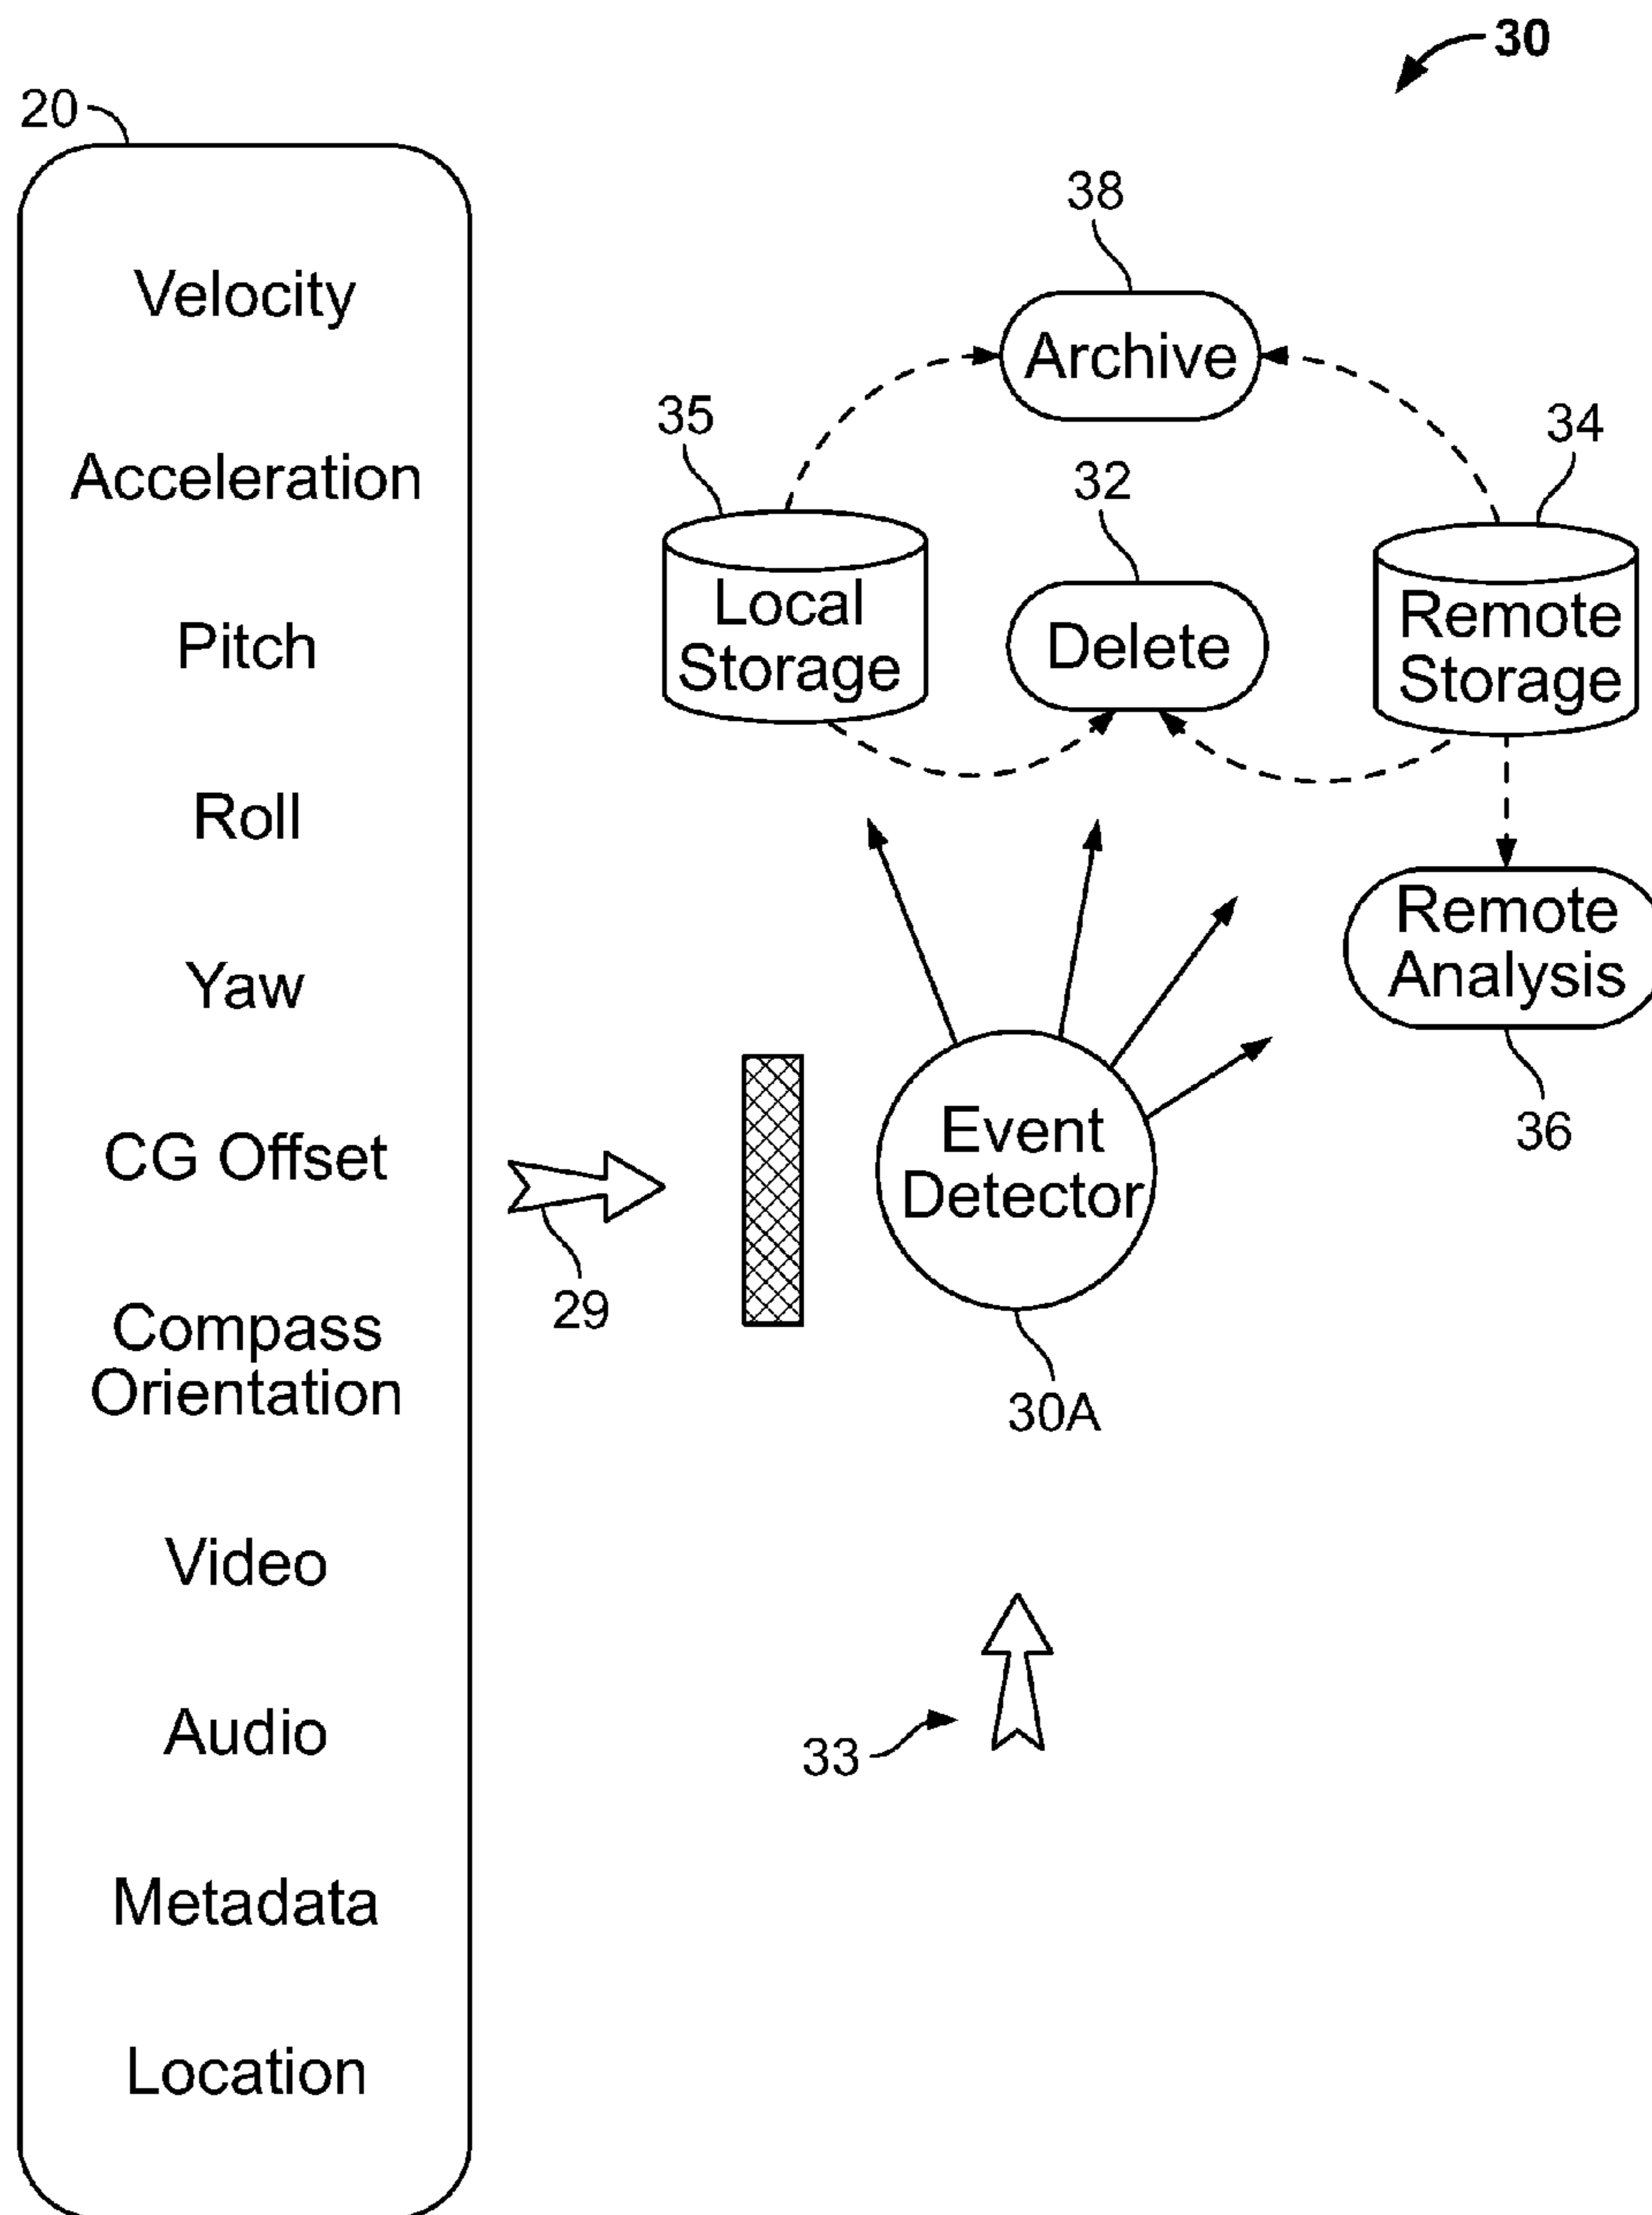 30
20
Velocity
Acceleration
Pitch
Roll
Yaw
CG Offset
Compass
Orientation
Video
Audio
Metadata
Location
29
38
Archive
35
Local
Storage
32
Delete
34
Remote
Storage
Remote
Analysis
36
Event
Detector
30A
33